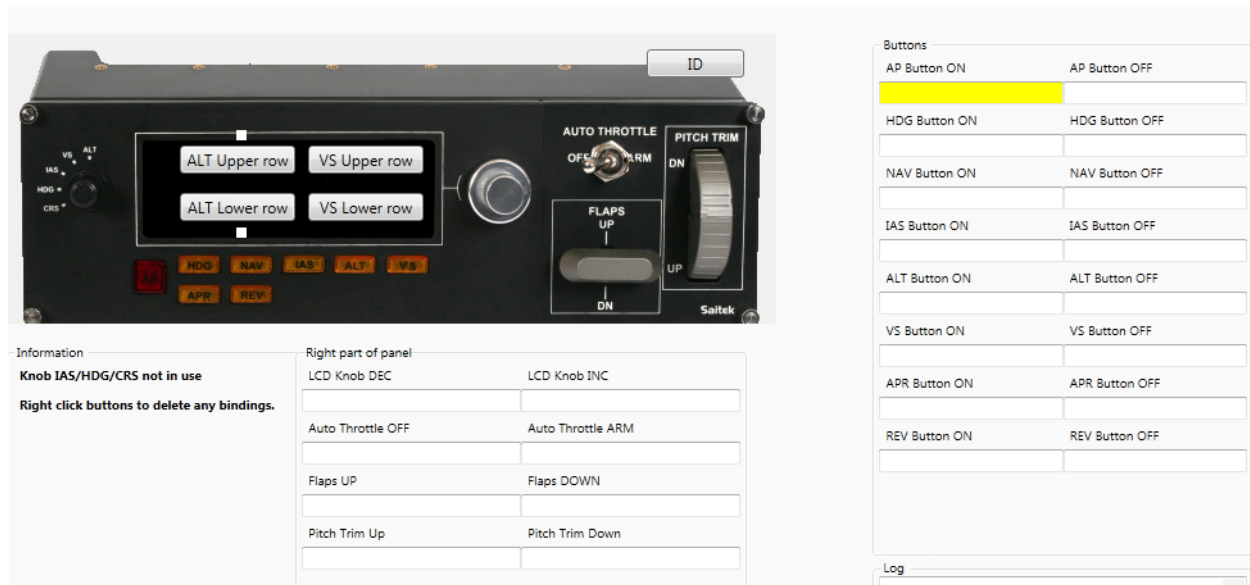 ID
AUTO THROTTLE
OFF ARM
PITCH TRIM
DN
UP
VS ALT
IAS
HDG
CRS
ALT Upper row VS Upper row
ALT Lower row VS Lower row
FLAPS
UP
DN
HDG NAV IAS ALT VS
AP
APR REV
Saitek
Information
Knob IAS/HDG/CRS not in use
Right click buttons to delete any bindings.
Right part of panel
LCD Knob DEC LCD Knob INC
Auto Throttle OFF Auto Throttle ARM
Flaps UP Flaps DOWN
Pitch Trim Up Pitch Trim Down
Buttons
AP Button ON AP Button OFF
HDG Button ON HDG Button OFF
NAV Button ON NAV Button OFF
IAS Button ON IAS Button OFF
ALT Button ON ALT Button OFF
VS Button ON VS Button OFF
APR Button ON APR Button OFF
REV Button ON REV Button OFF
Log